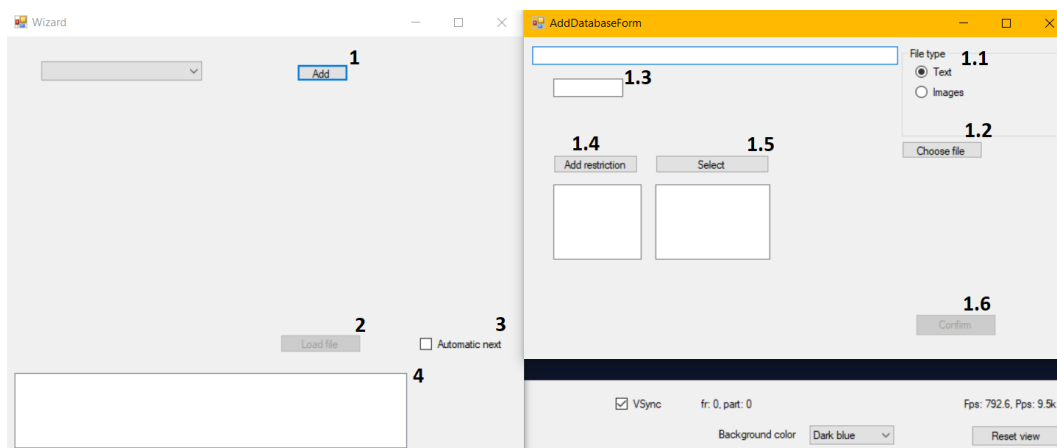 Wizard
1
Add
2
Load file
3
Automatic next
4
AddDatabaseForm
File type
1.1
Text
Images
1.3
1.2
Choose file
1.4
1.5
Add restriction
Select
1.6
Confirm
VSync
fr: 0, part: 0
Fps: 792.6, Pps: 9.5k
Background color
Dark blue
Reset view